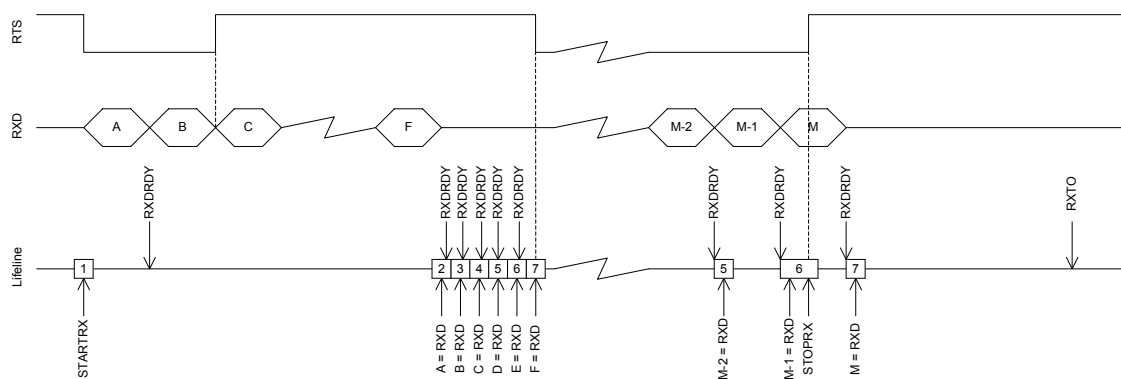 RTS
RXD
A
B
C
F
M-2
M-1
M
Lifeline
RXDRDY
RXDRDY
RXDRDY
RXDRDY
RXDRDY
RXDRDY
RXDRDY
RXDRDY
RXDRDY
RXTO
1
2
3
4
5
6
7
5
6
7
STARTRX
A = RXD
B = RXD
C = RXD
D = RXD
E = RXD
F = RXD
M-2 = RXD
M-1 = RXD
STOPRX
M = RXD